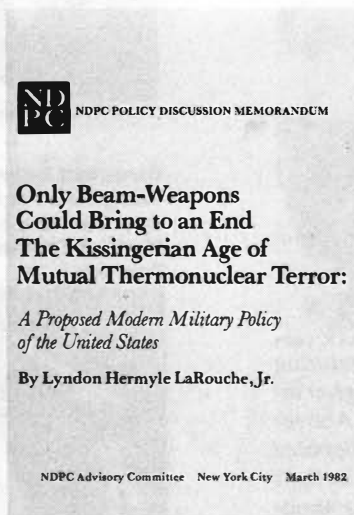 ND
PC
NDPC POLICY DISCUSSION MEMORANDUM
Only Beam-Weapons
Could Bring to an End
The Kissingerian Age of
Mutual Thermonuclear Terror:
A Proposed Modern Military Policy
of the United States
By Lyndon Hermyle LaRouche, Jr.
NDPC Advisory Committee New York City March 1982